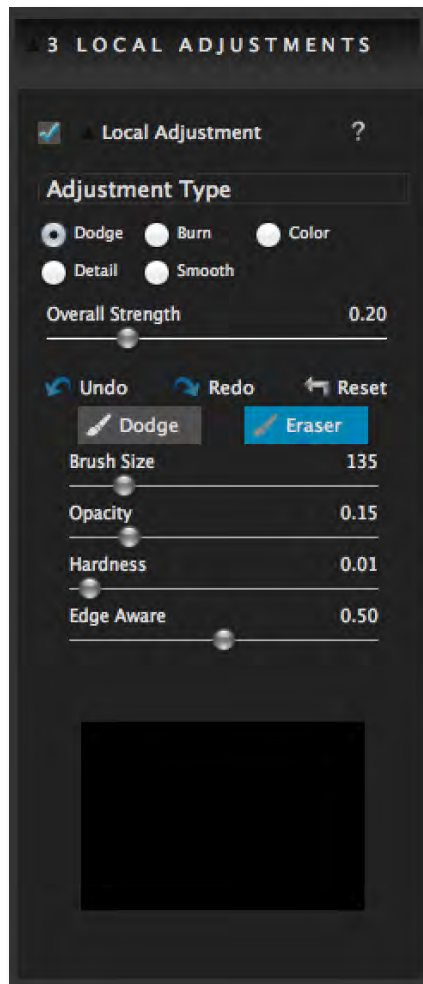 3 LOCAL ADJUSTMENTS
Local Adjustment ?
Adjustment Type
Dodge Burn Color
Detail Smooth
Overall Strength 0.20
Undo Redo Reset
Dodge Eraser
Brush Size 135
Opacity 0.15
Hardness 0.01
Edge Aware 0.50